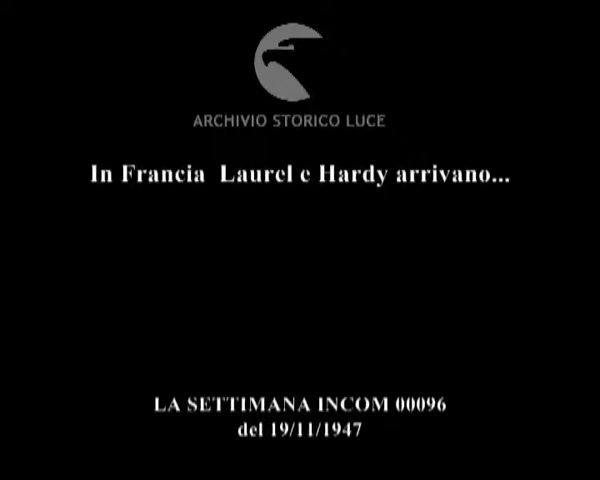 ARCHIVIO STORICO LUCE
In Francia Laurel e Hardy arrivano...
LA SETTIMANA INCOM 00096
del 19/11/1947